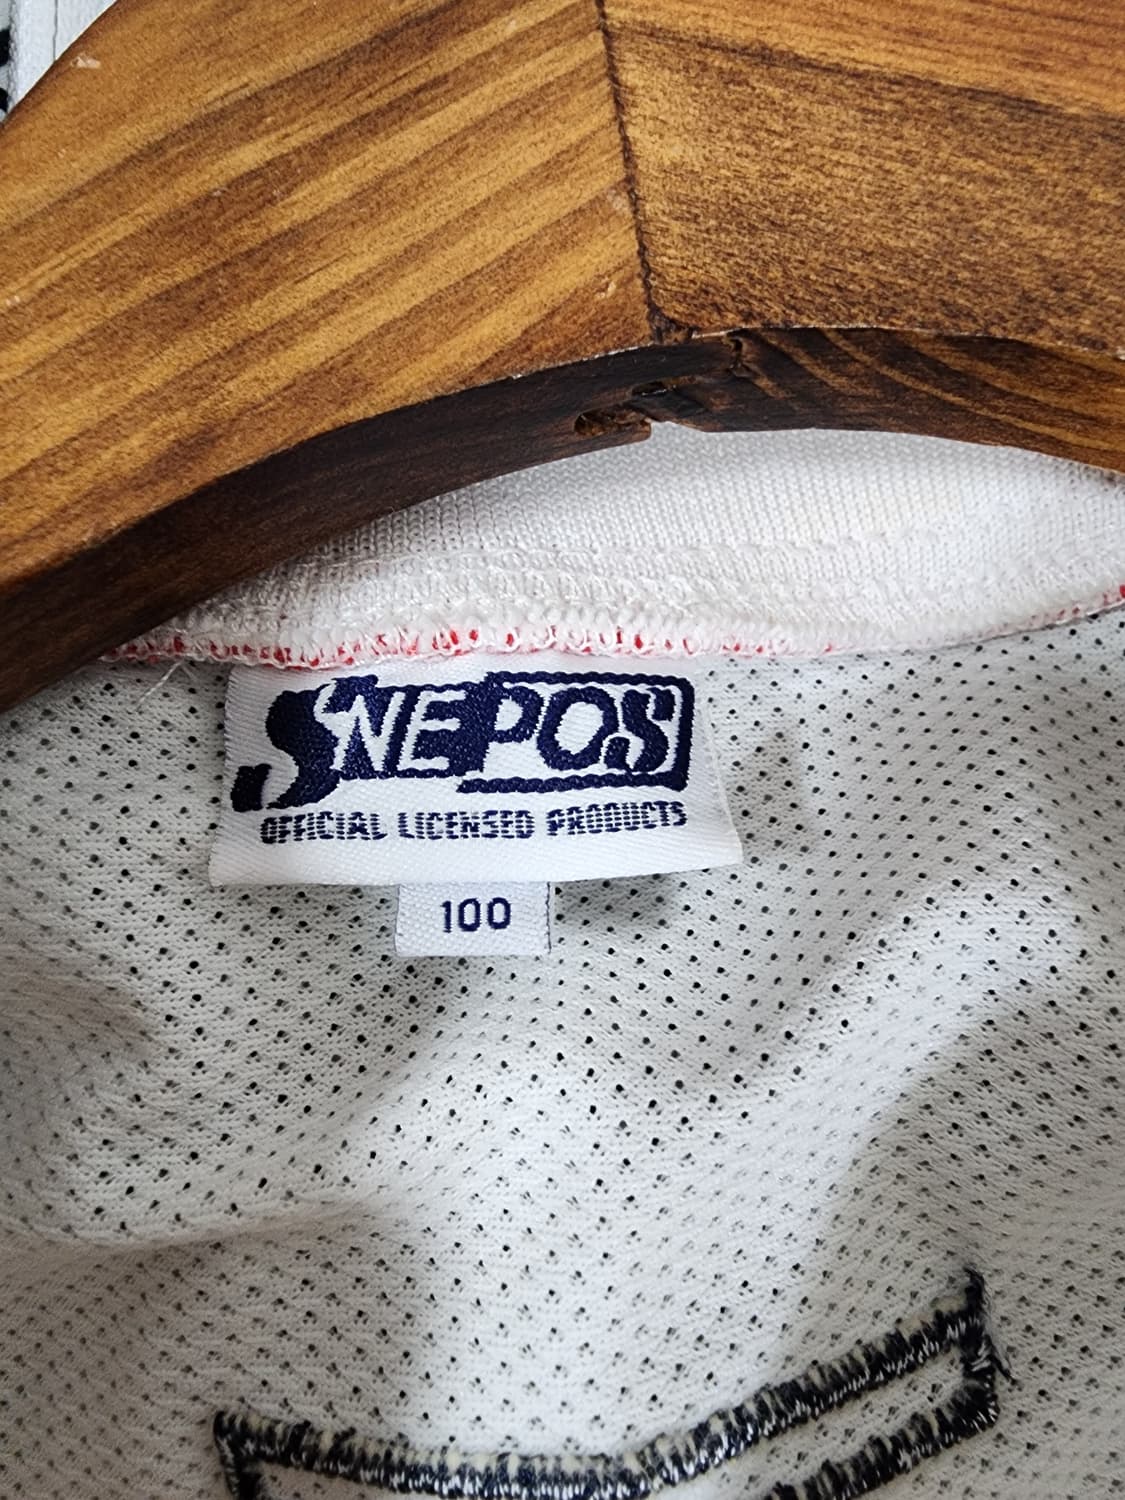 SNEPOS
OFFICIAL LICENSED PRODUCTS
100